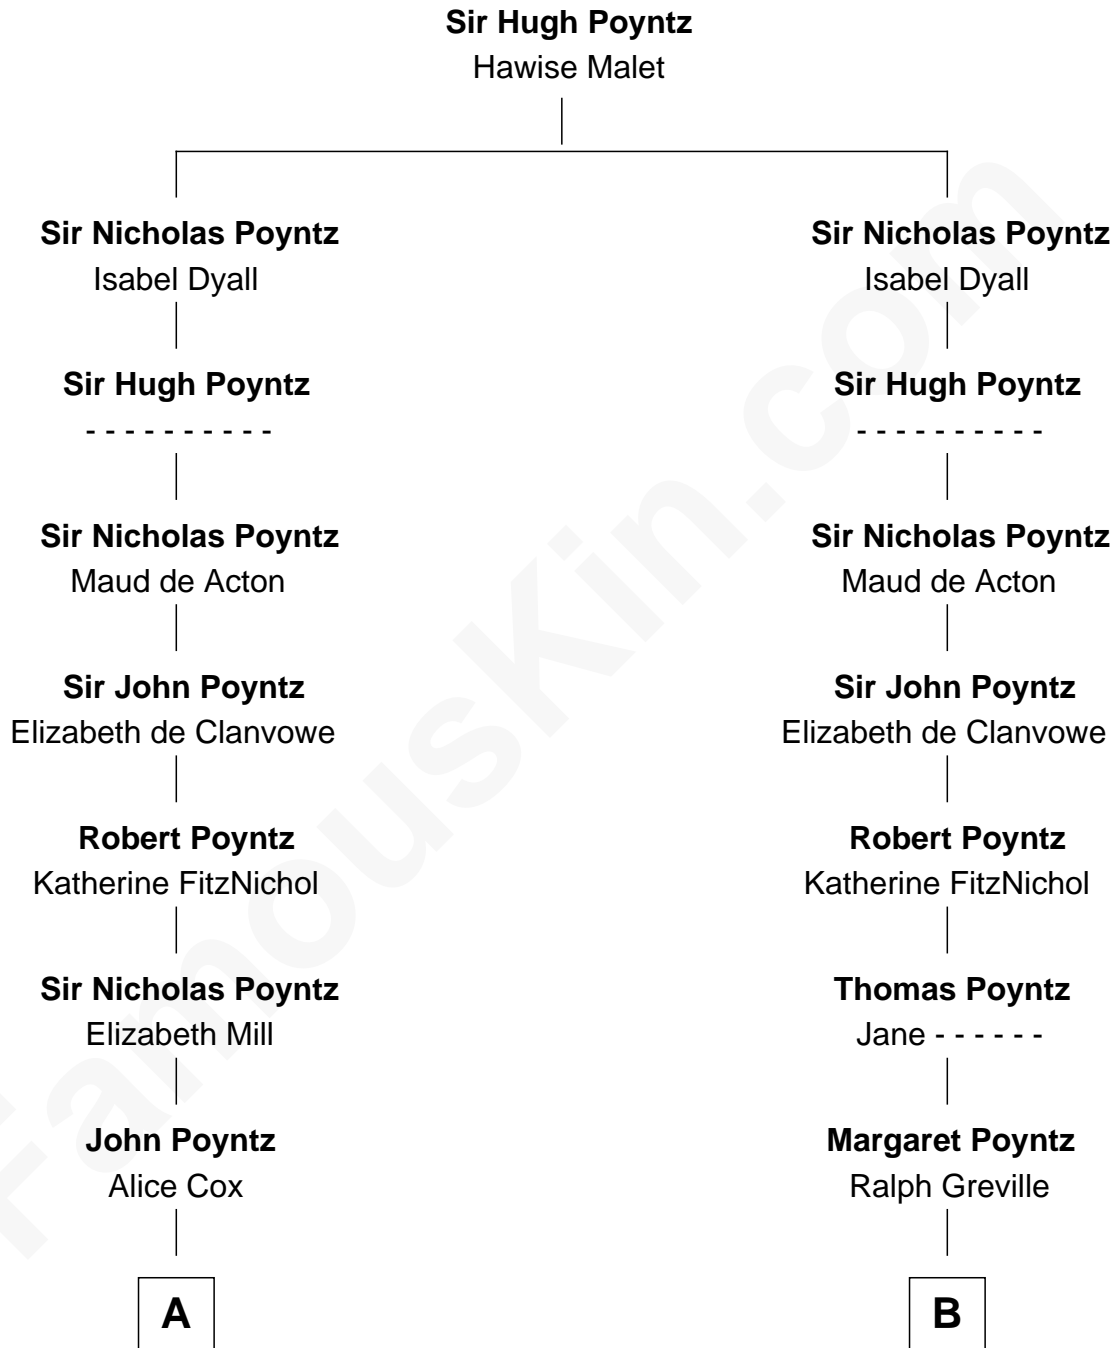 Sir Hugh Poyntz
Hawise Malet
Sir Nicholas Poyntz
Isabel Dyall
Sir Hugh Poyntz
- - - - - - - - - -
Sir Nicholas Poyntz
Maud de Acton
Sir John Poyntz
Elizabeth de Clanvowe
Robert Poyntz
Katherine FitzNichol
Sir Nicholas Poyntz
Elizabeth Mill
John Poyntz
Alice Cox
A
Sir Nicholas Poyntz
Isabel Dyall
Sir Hugh Poyntz
- - - - - - - - - -
Sir Nicholas Poyntz
Maud de Acton
Sir John Poyntz
Elizabeth de Clanvowe
Robert Poyntz
Katherine FitzNichol
Thomas Poyntz
Jane - - - - - -
Margaret Poyntz
Ralph Greville
B
FamousKin.com